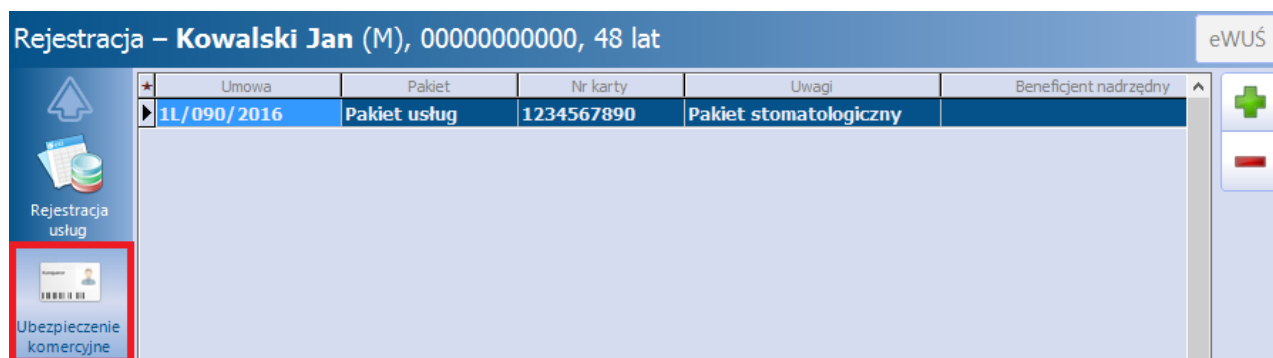 Rejestracja – Kowalski Jan (M), 00000000000, 48 lat
eWUŚ
Umowa Pakiet Nr karty Uwagi Beneficjent nadrzędny
1L/090/2016 Pakiet usług 1234567890 Pakiet stomatologiczny
Rejestracja
usług
Ubezpieczenie
komercyjne